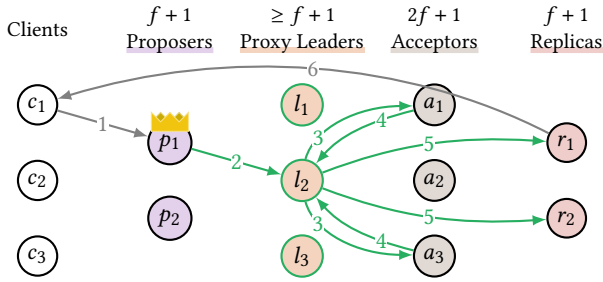 Clients
f + 1
Proposers
≥ f + 1
Proxy Leaders
2f + 1
Acceptors
f + 1
Replicas
c₁
c₂
c₃
p₁
p₂
l₁
l₂
l₃
a₁
a₂
a₃
r₁
r₂
1
2
3
3
4
4
5
5
6